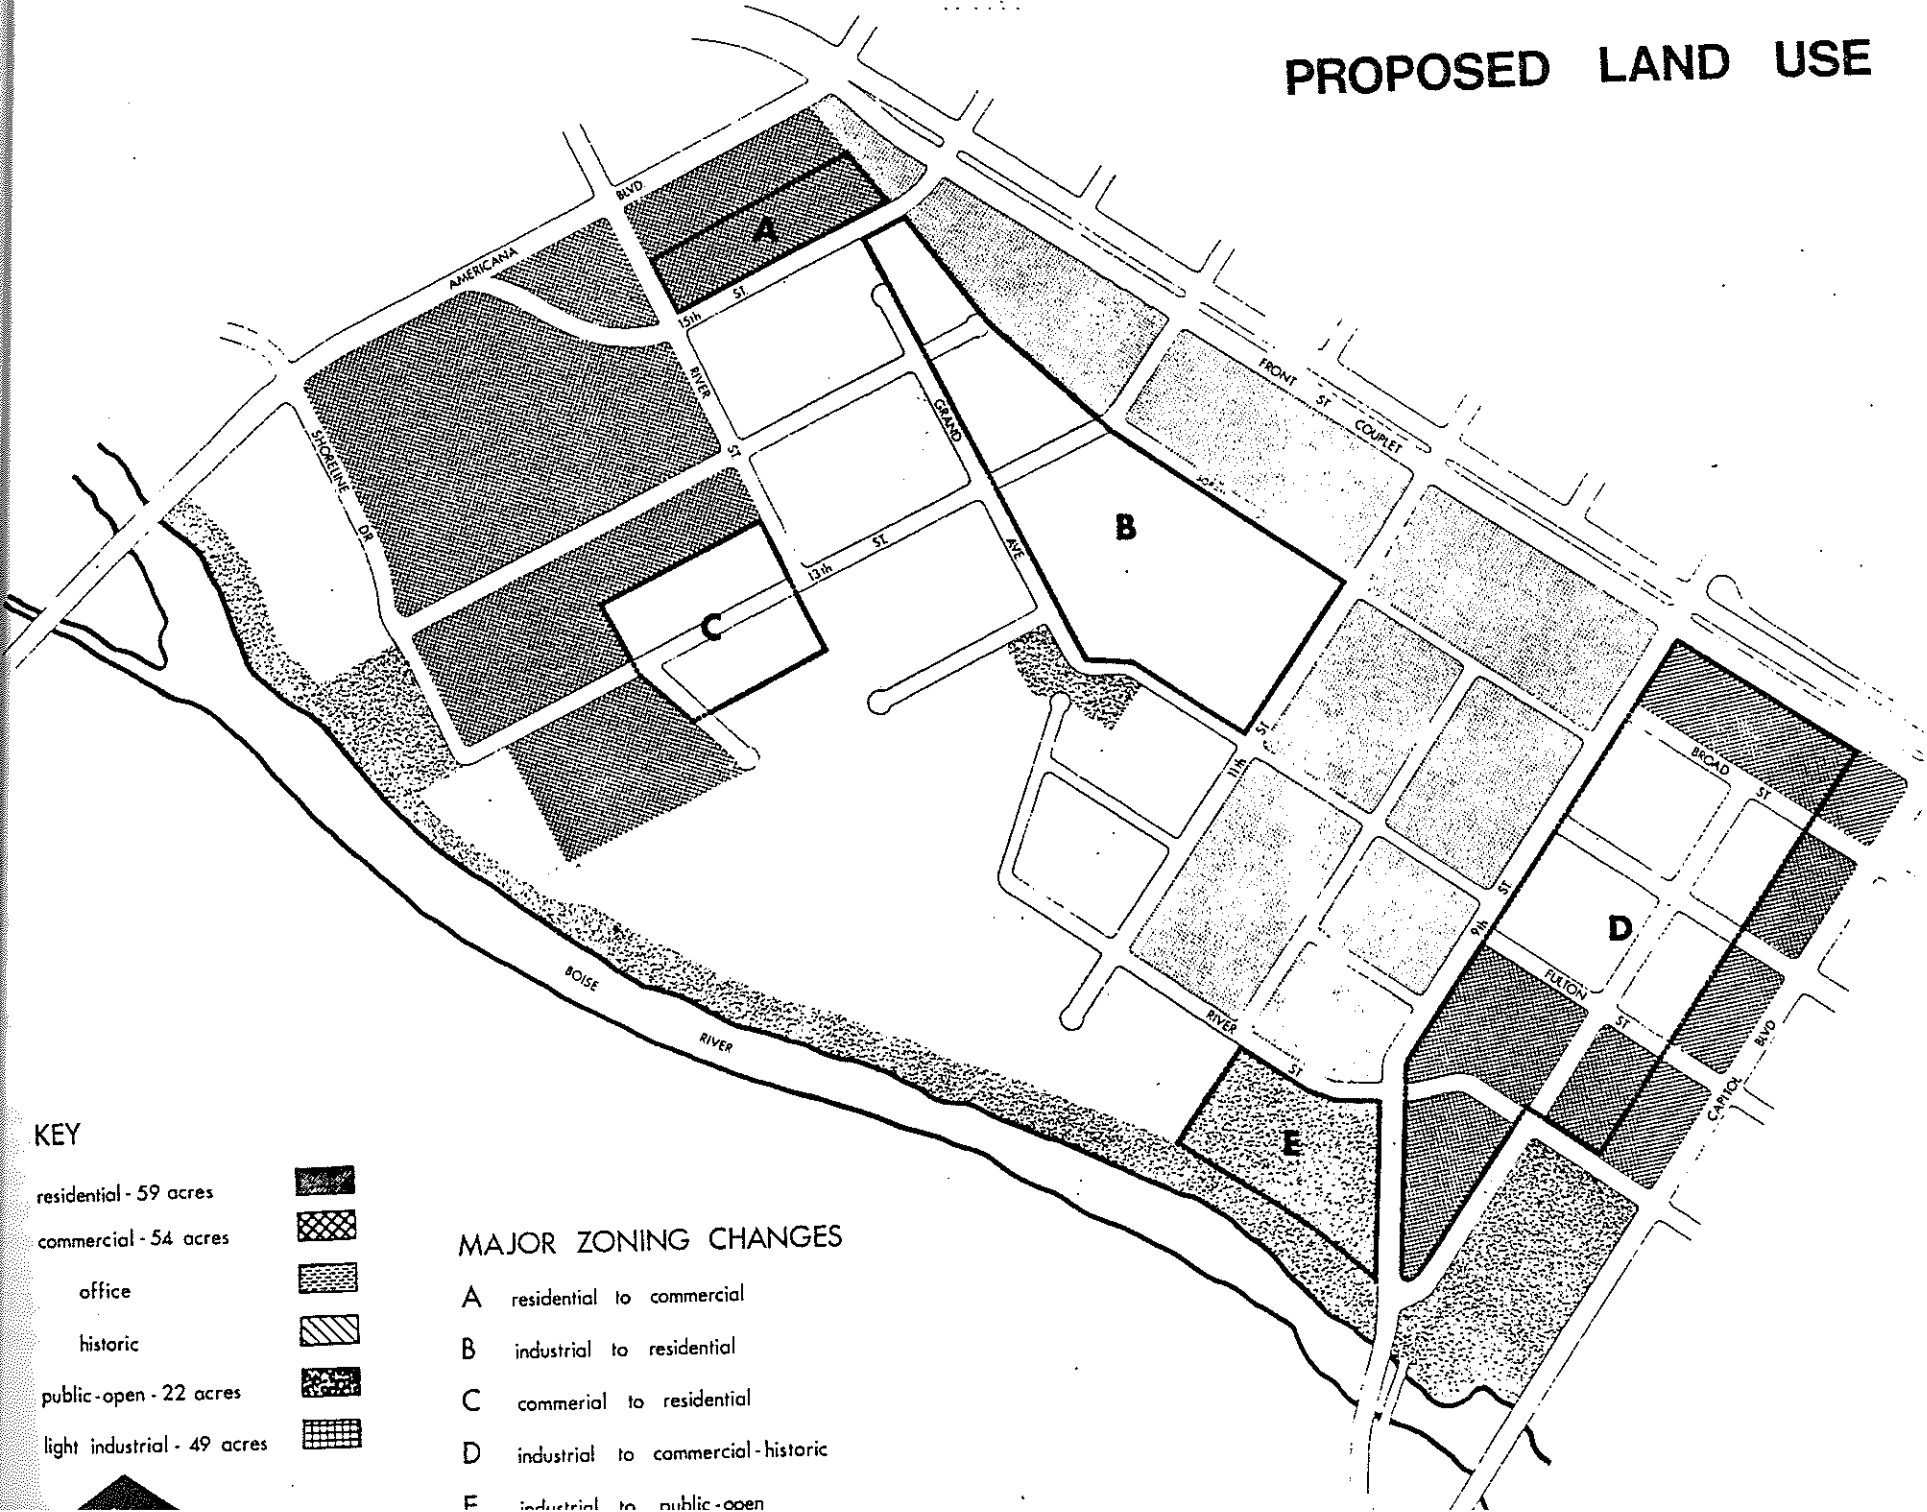 PROPOSED LAND USE
BLVD
AMERICANA
A
15th ST.
RIVER ST
GRAND AVE
SHORELINE DR
13th ST.
FRONT ST COUPLET
B
C
11th ST
BROAD ST
D
9th ST
FULTON ST
RIVER ST
CAPITOL BLVD
E
BOISE RIVER
KEY
residential - 59 acres
commercial - 54 acres
office
historic
public-open - 22 acres
light industrial - 49 acres
MAJOR ZONING CHANGES
A residential to commercial
B industrial to residential
C commerial to residential
D industrial to commercial-historic
E industrial to public-open